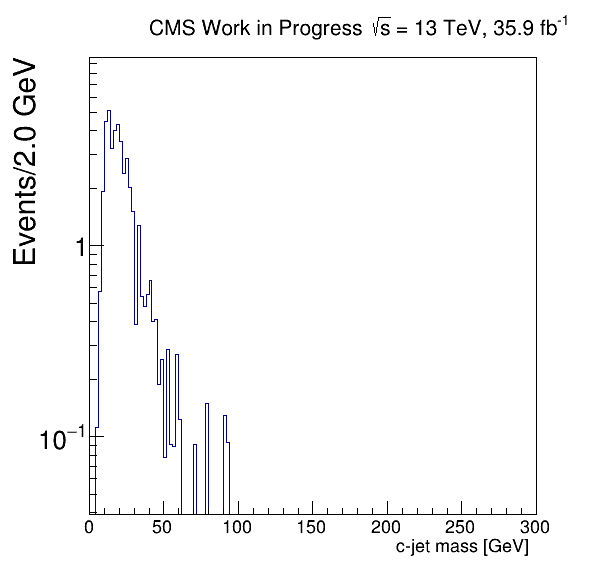 CMS Work in Progress √s = 13 TeV, 35.9 fb⁻¹
Events/2.0 GeV
1
10⁻¹
0 50 100 150 200 250 300
c-jet mass [GeV]